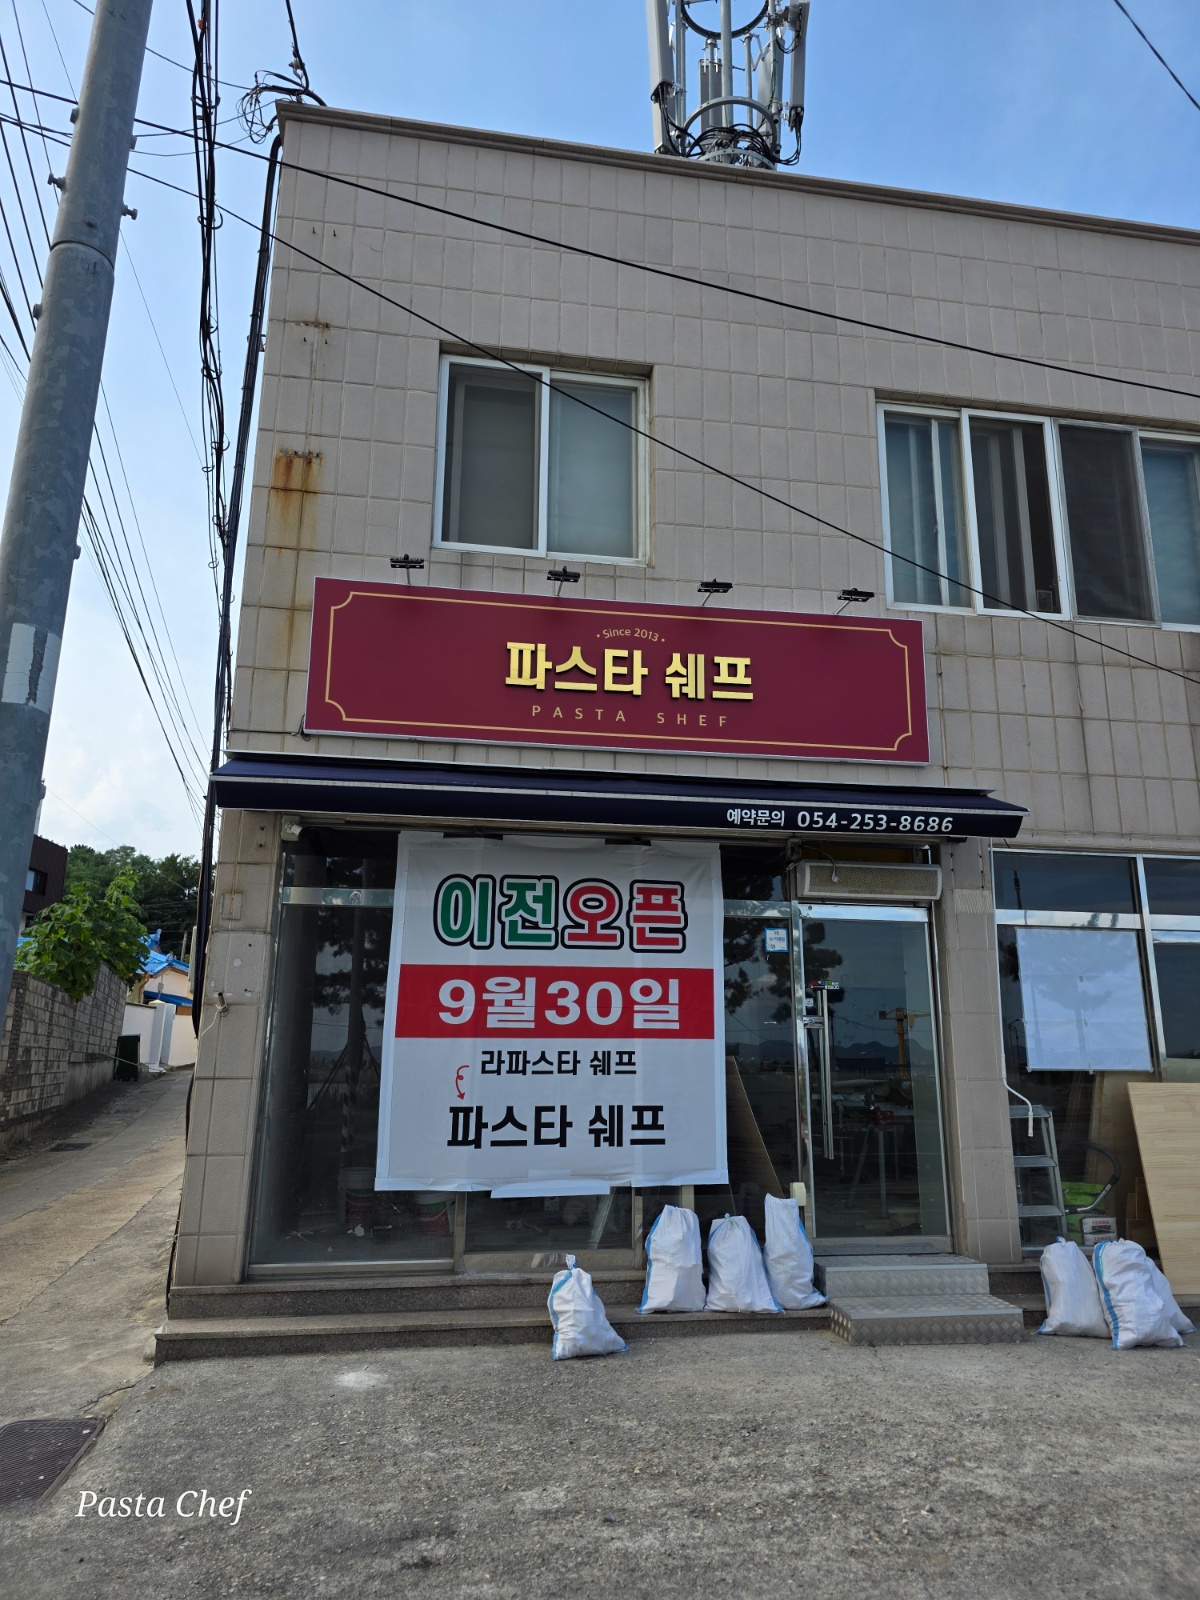 • Since 2013 •
파스타 쉐프
PASTA SHEF
예약문의 054-253-8686
이전오픈
9월30일
라파스타 쉐프
파스타 쉐프
Pasta Chef